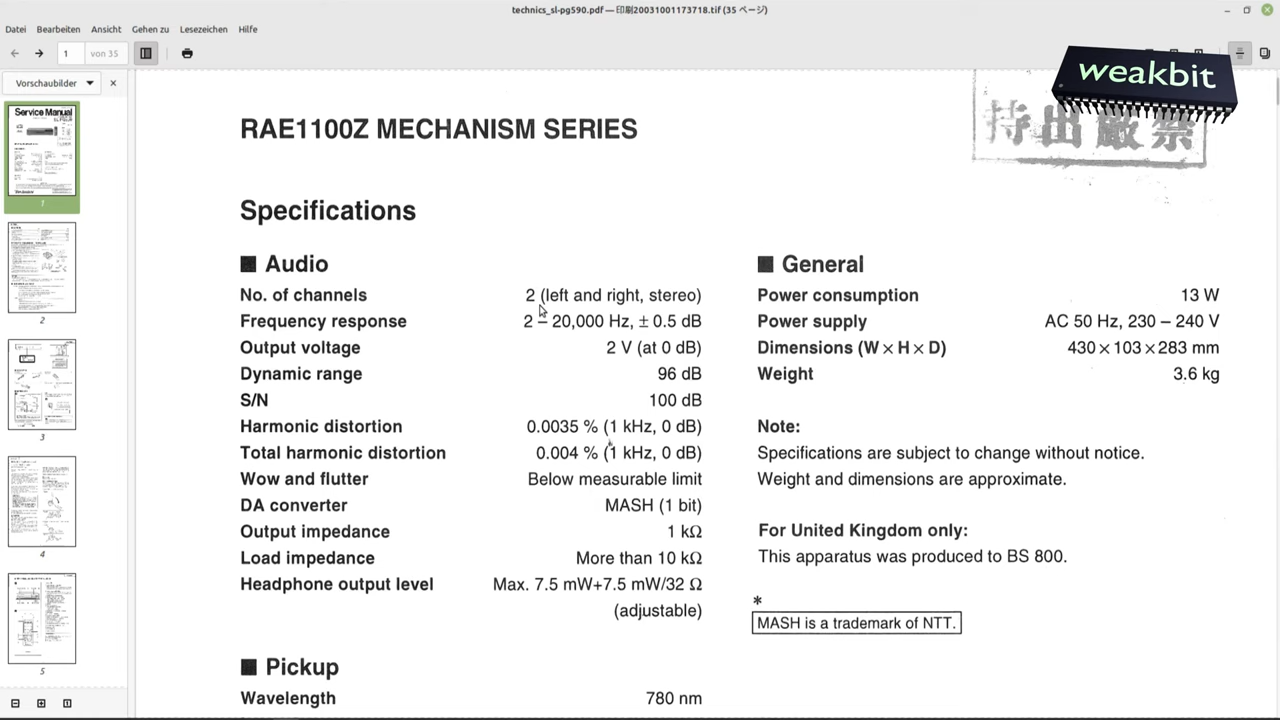 technics_sl-pg590.pdf — 印刷20031001173718.tif (35 ページ)
Datei Bearbeiten Ansicht Gehen zu Lesezeichen Hilfe
1 von 35
Vorschaubilder
weakbit
持出厳禁
Service Manual
1
2
3
4
5
RAE1100Z MECHANISM SERIES
Specifications
Audio
No. of channels 2 (left and right, stereo)
Frequency response 2 – 20,000 Hz, ± 0.5 dB
Output voltage 2 V (at 0 dB)
Dynamic range 96 dB
S/N 100 dB
Harmonic distortion 0.0035 % (1 kHz, 0 dB)
Total harmonic distortion 0.004 % (1 kHz, 0 dB)
Wow and flutter Below measurable limit
DA converter MASH (1 bit)
Output impedance 1 kΩ
Load impedance More than 10 kΩ
Headphone output level Max. 7.5 mW+7.5 mW/32 Ω
(adjustable)
Pickup
Wavelength 780 nm
General
Power consumption 13 W
Power supply AC 50 Hz, 230 – 240 V
Dimensions (W × H × D) 430 × 103 × 283 mm
Weight 3.6 kg
Note:
Specifications are subject to change without notice.
Weight and dimensions are approximate.
For United Kingdom only:
This apparatus was produced to BS 800.
*
MASH is a trademark of NTT.